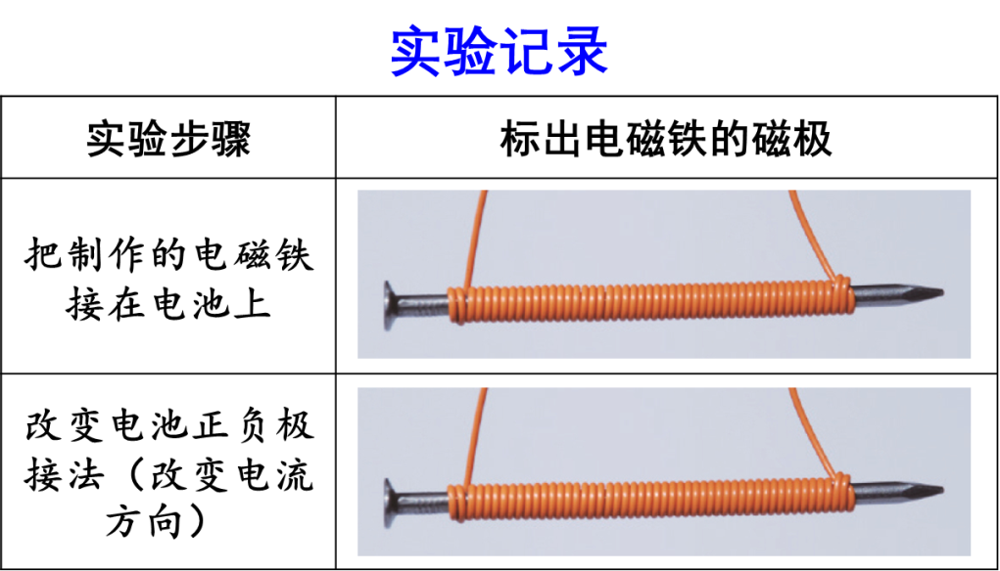 实验记录
实验步骤
标出电磁铁的磁极
把制作的电磁铁
接在电池上
改变电池正负极
接法（改变电流
方向）